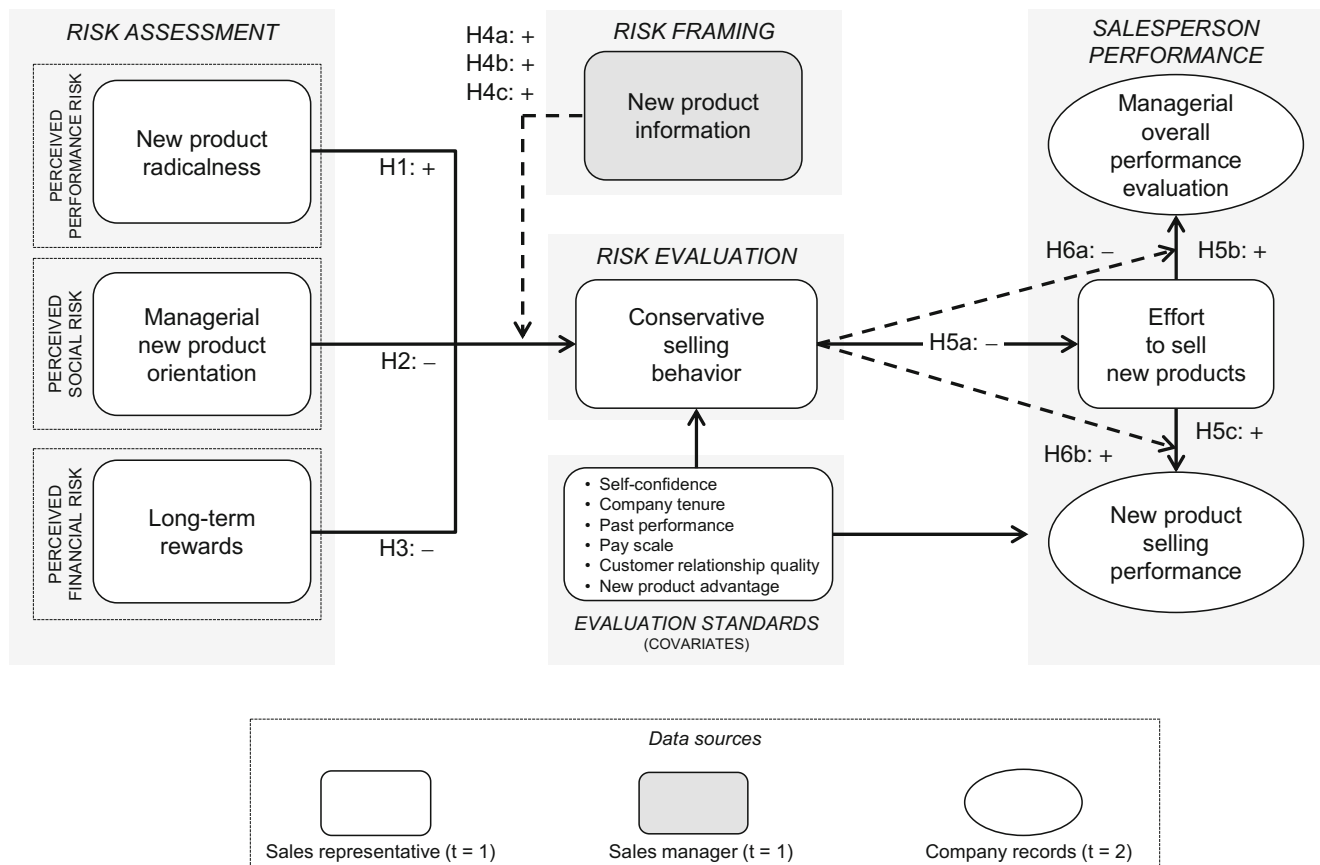 RISK ASSESSMENT
PERCEIVED
PERFORMANCE RISK
New product
radicalness
H1: +
PERCEIVED
SOCIAL RISK
Managerial
new product
orientation
H2: –
PERCEIVED
FINANCIAL RISK
Long-term
rewards
H3: –
H4a: +
H4b: +
H4c: +
RISK FRAMING
New product
information
RISK EVALUATION
Conservative
selling
behavior
• Self-confidence
• Company tenure
• Past performance
• Pay scale
• Customer relationship quality
• New product advantage
EVALUATION STANDARDS
(COVARIATES)
H6a: –
H5a: –
H6b: +
SALESPERSON
PERFORMANCE
Managerial
overall
performance
evaluation
H5b: +
Effort
to sell
new products
H5c: +
New product
selling
performance
Data sources
Sales representative (t = 1)
Sales manager (t = 1)
Company records (t = 2)